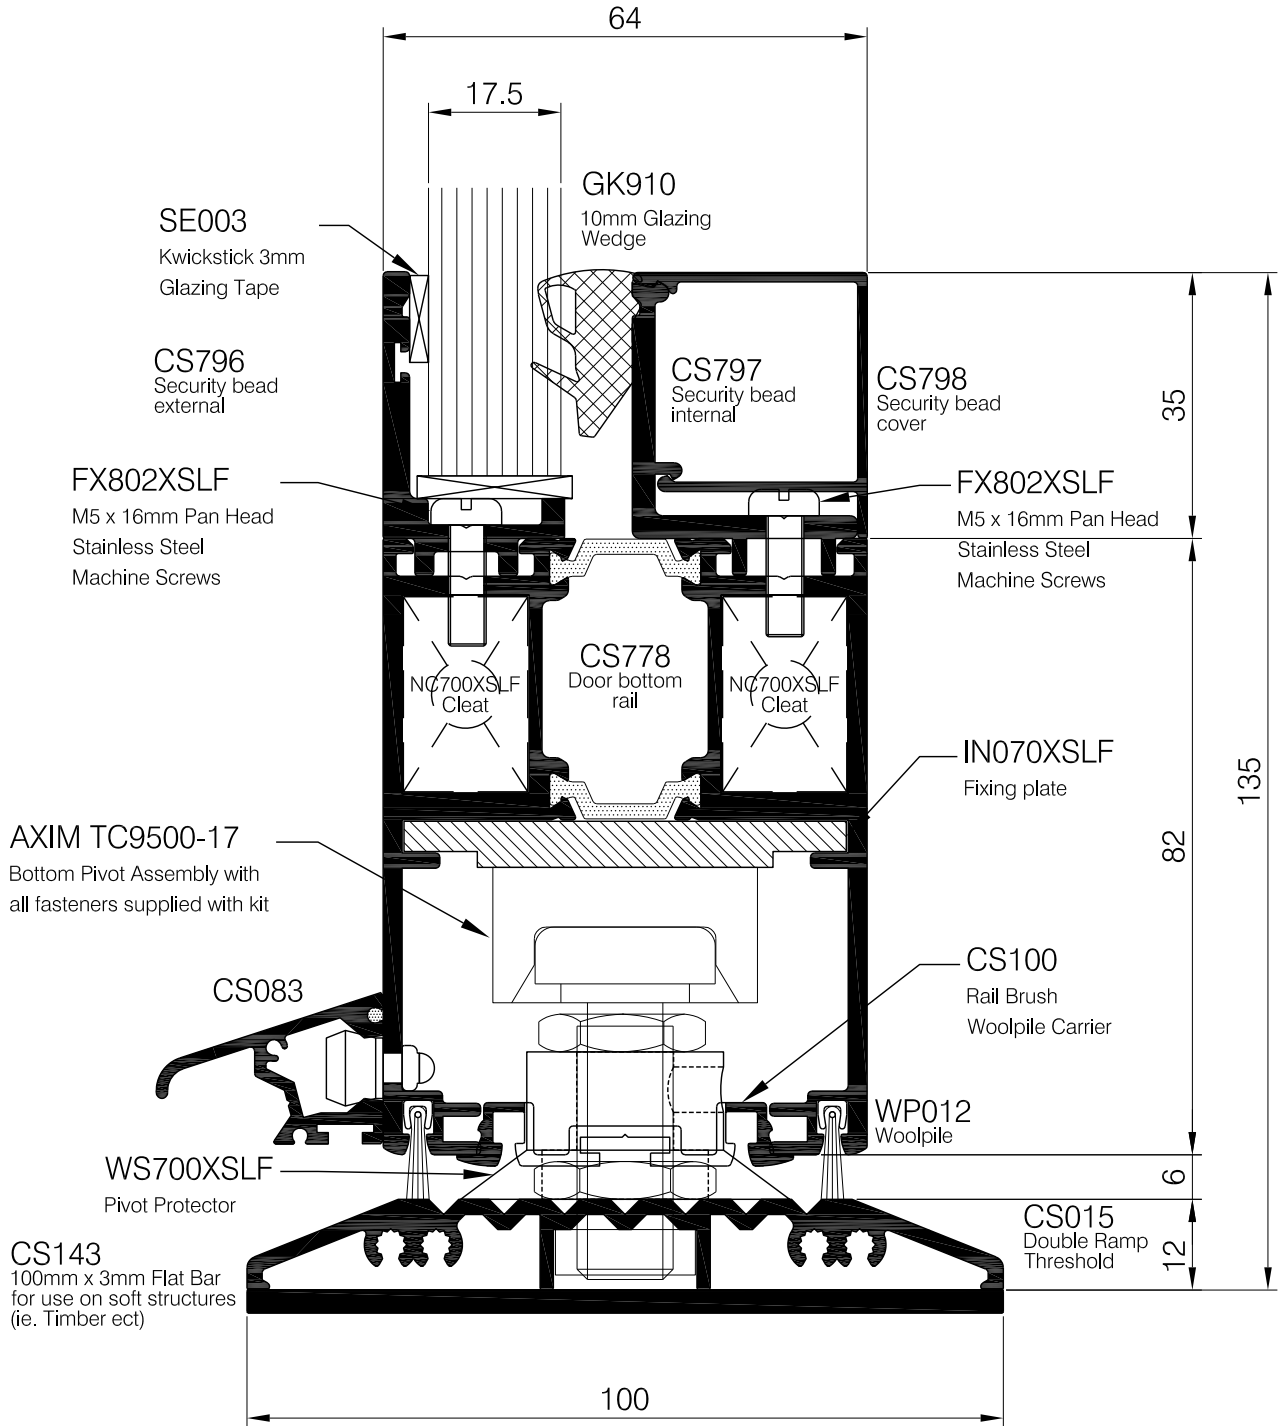 64
17.5
GK910
10mm Glazing
Wedge
SE003
Kwickstick 3mm
Glazing Tape
CS796
Security bead
external
CS797
Security bead
internal
CS798
Security bead
cover
35
FX802XSLF
M5 x 16mm Pan Head
Stainless Steel
Machine Screws
FX802XSLF
M5 x 16mm Pan Head
Stainless Steel
Machine Screws
NC700XSLF
Cleat
CS778
Door bottom
rail
NC700XSLF
Cleat
IN070XSLF
Fixing plate
135
82
AXIM TC9500-17
Bottom Pivot Assembly with
all fasteners supplied with kit
CS083
CS100
Rail Brush
Woolpile Carrier
WP012
Woolpile
WS700XSLF
Pivot Protector
6
CS015
Double Ramp
Threshold
12
CS143
100mm x 3mm Flat Bar
for use on soft structures
(ie. Timber ect)
100